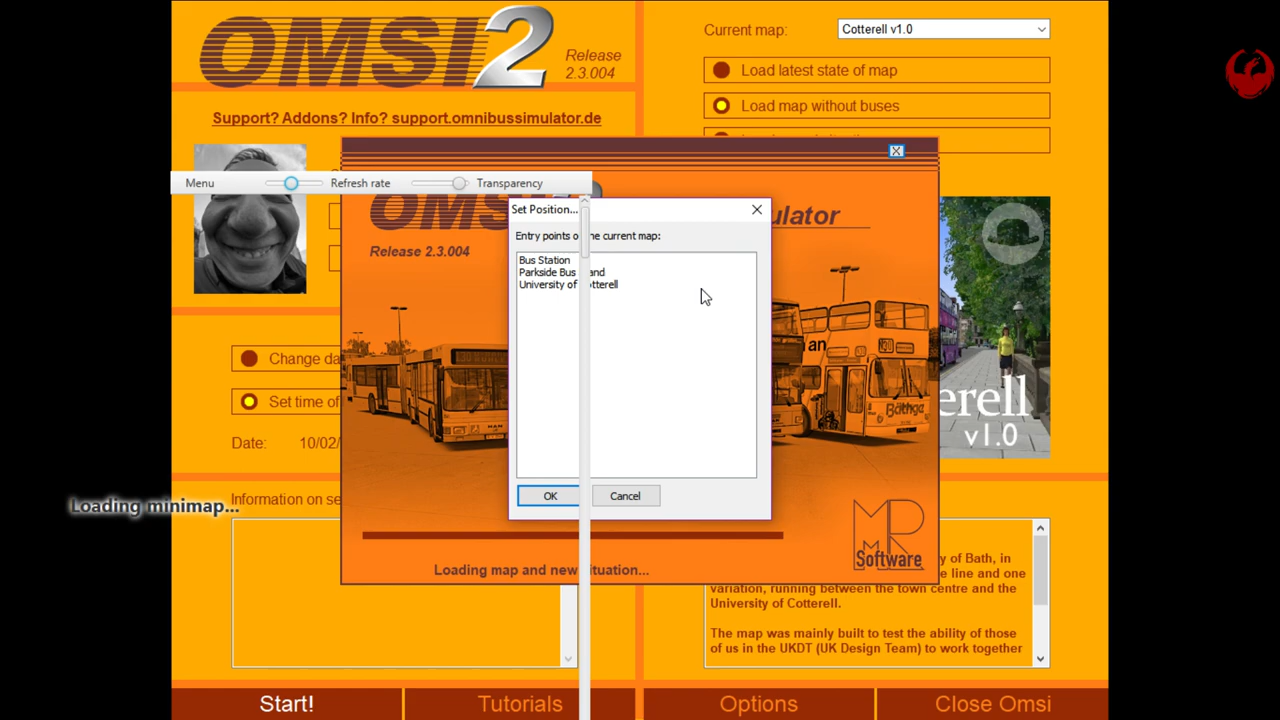 OMSI 2
Release
2.3.004
Support? Addons? Info? support.omnibussimulator.de
Current map:
Cotterell v1.0
Load latest state of map
Load map without buses
Menu
Refresh rate
Transparency
OMSI
ulator
Release 2.3.004
Set Position...
Entry points o
e current map:
Bus Station
Parkside Bus
and
University of
otterell
OK
Cancel
Change da
Set time of
Date:
10/02/
Information on se
Loading minimap...
an
Bäthge
erell
v1.0
MR
MK
Software
Loading map and new
ituation...
y of Bath, in
e line and one
variation, running between the town centre and the
University of Cotterell.
The map was mainly built to test the ability of those
of us in the UKDT (UK Design Team) to work together
Start!
Tutorials
Options
Close Omsi